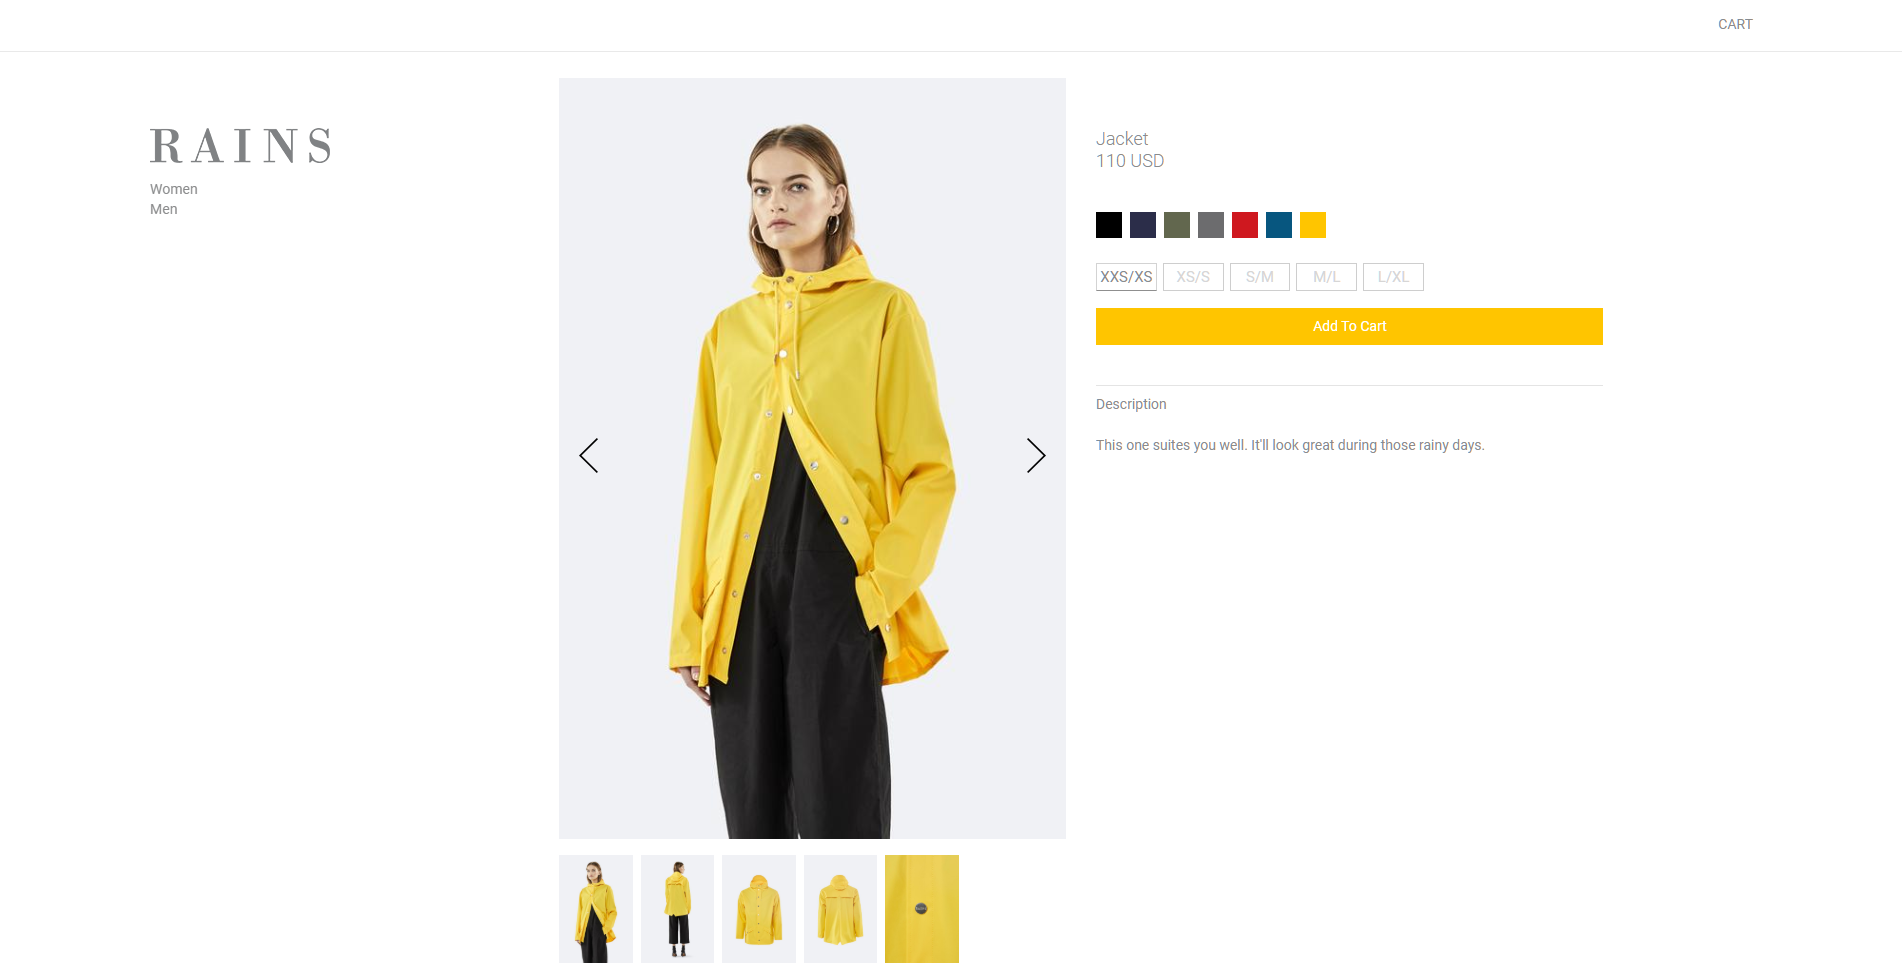 CART
RAINS
Women
Men
Jacket
110 USD
XXS/XS XS/S S/M M/L L/XL
Add To Cart
Description
This one suites you well. It'll look great during those rainy days.